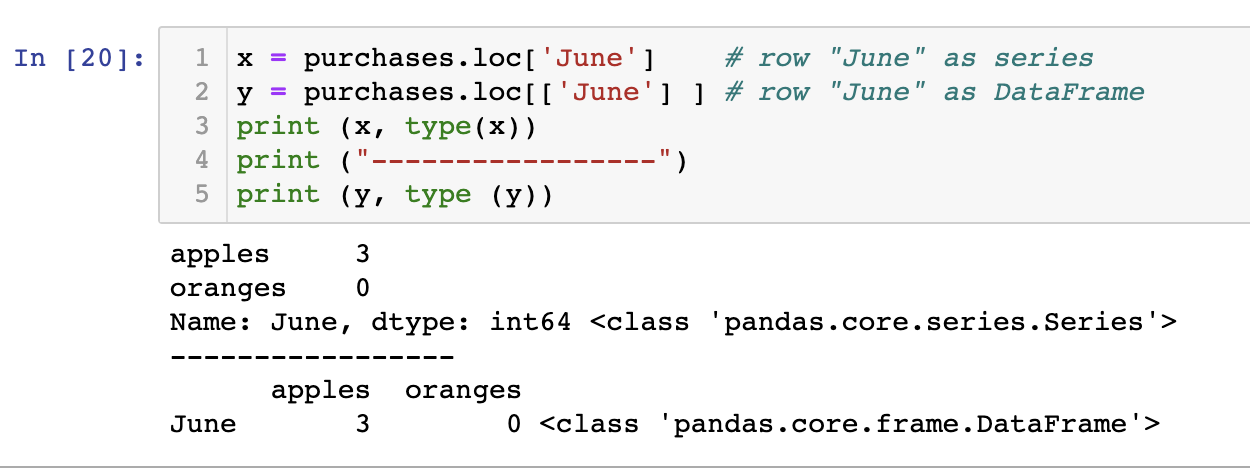 In [20]:
1 x = purchases.loc['June']    # row "June" as series
2 y = purchases.loc[['June'] ] # row "June" as DataFrame
3 print (x, type(x))
4 print ("-----------------")
5 print (y, type (y))
apples     3
oranges    0
Name: June, dtype: int64 <class 'pandas.core.series.Series'>
-----------------
      apples  oranges
June       3        0 <class 'pandas.core.frame.DataFrame'>